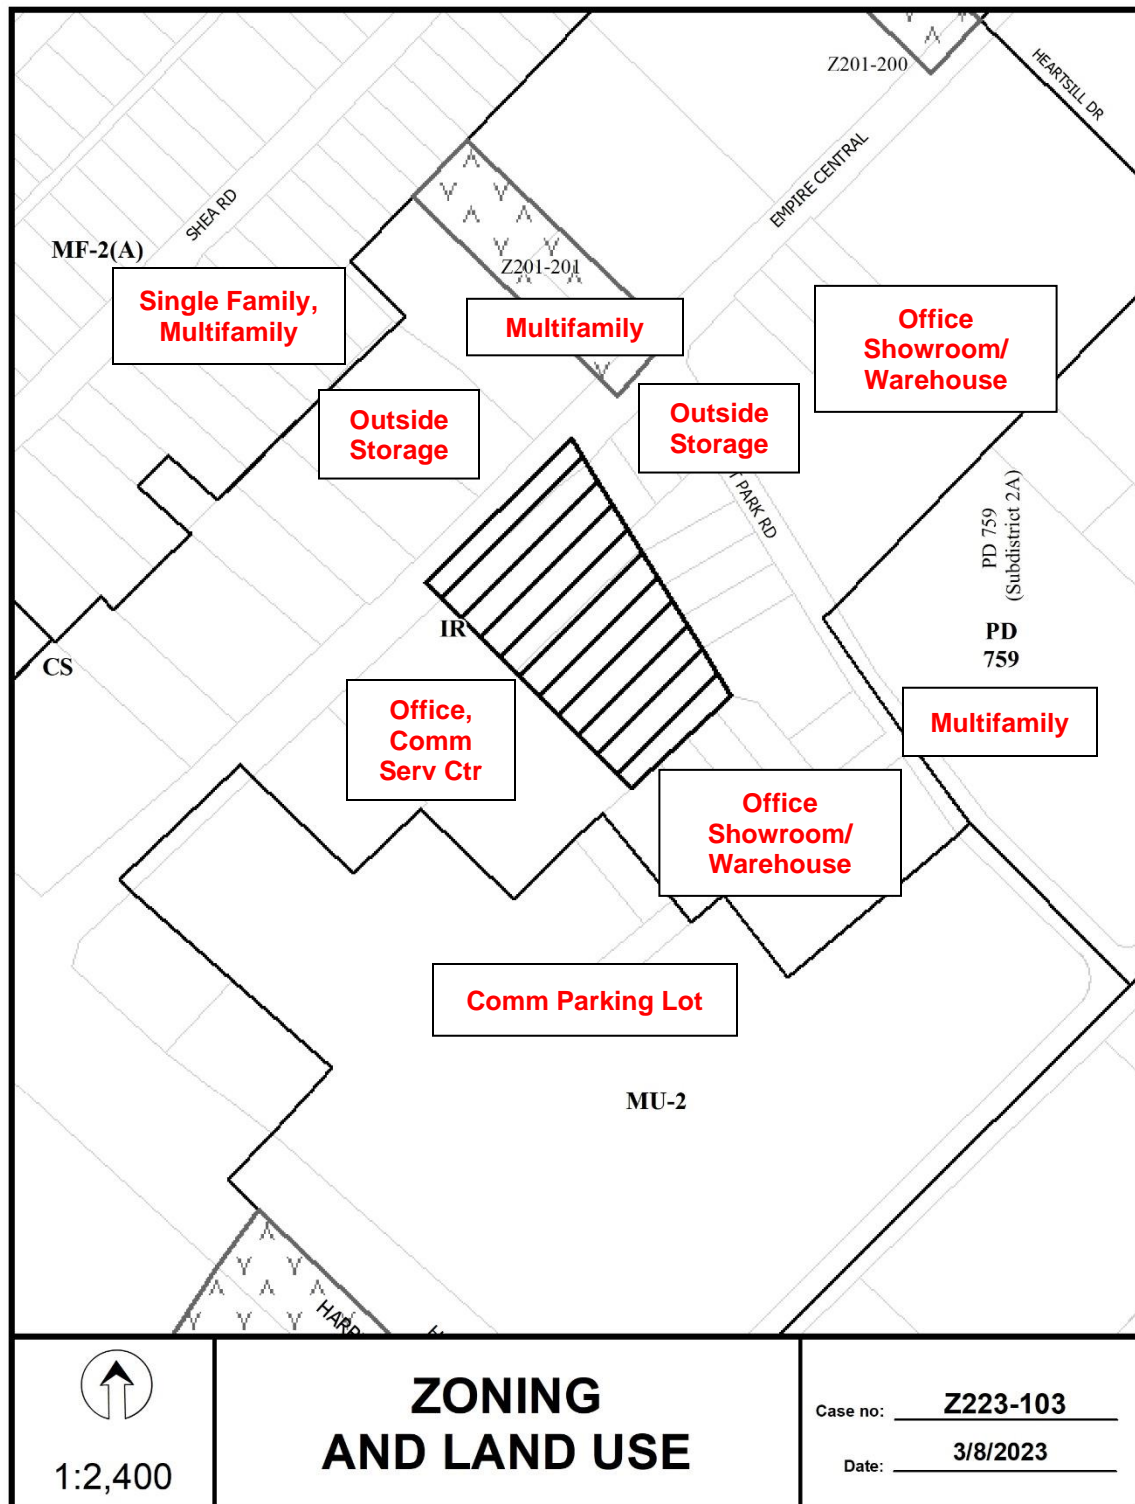 Z201-200
HEARTSILL DR
EMPIRE CENTRAL
SHEA RD
MF-2(A)
Z201-201
Single Family,
Multifamily
Multifamily
Office
Showroom/
Warehouse
Outside
Storage
Outside
Storage
PARK RD
PD 759
(Subdistrict 2A)
IR
PD
759
CS
Office,
Comm
Serv Ctr
Multifamily
Office
Showroom/
Warehouse
Comm Parking Lot
MU-2
1:2,400
ZONING
AND LAND USE
Case no: Z223-103
Date: 3/8/2023